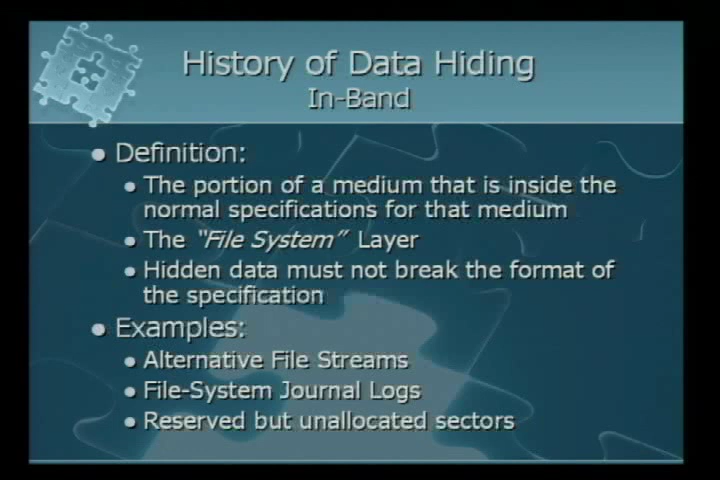 History of Data Hiding
In-Band
Definition:
The portion of a medium that is inside the
normal specifications for that medium
The “File System” Layer
Hidden data must not break the format of
the specification
Examples:
Alternative File Streams
File-System Journal Logs
Reserved but unallocated sectors